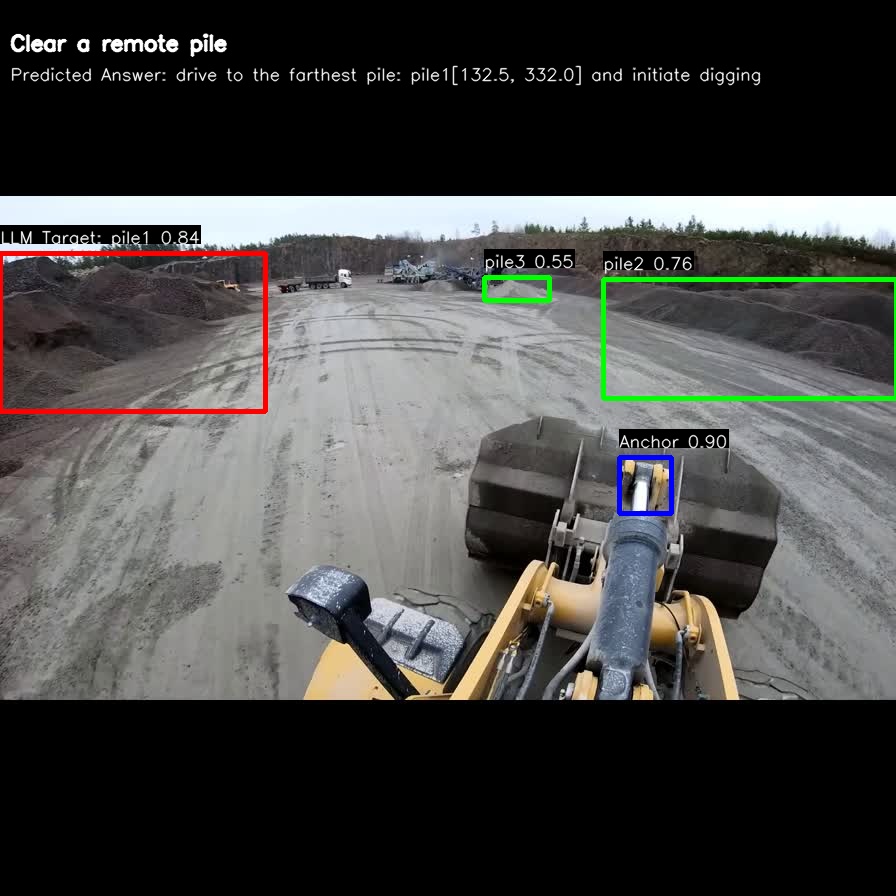 Clear a remote pile
Predicted Answer: drive to the farthest pile: pile1[132.5, 332.0] and initiate digging
LLM Target: pile1 0.84
pile3 0.55
pile2 0.76
Anchor 0.90